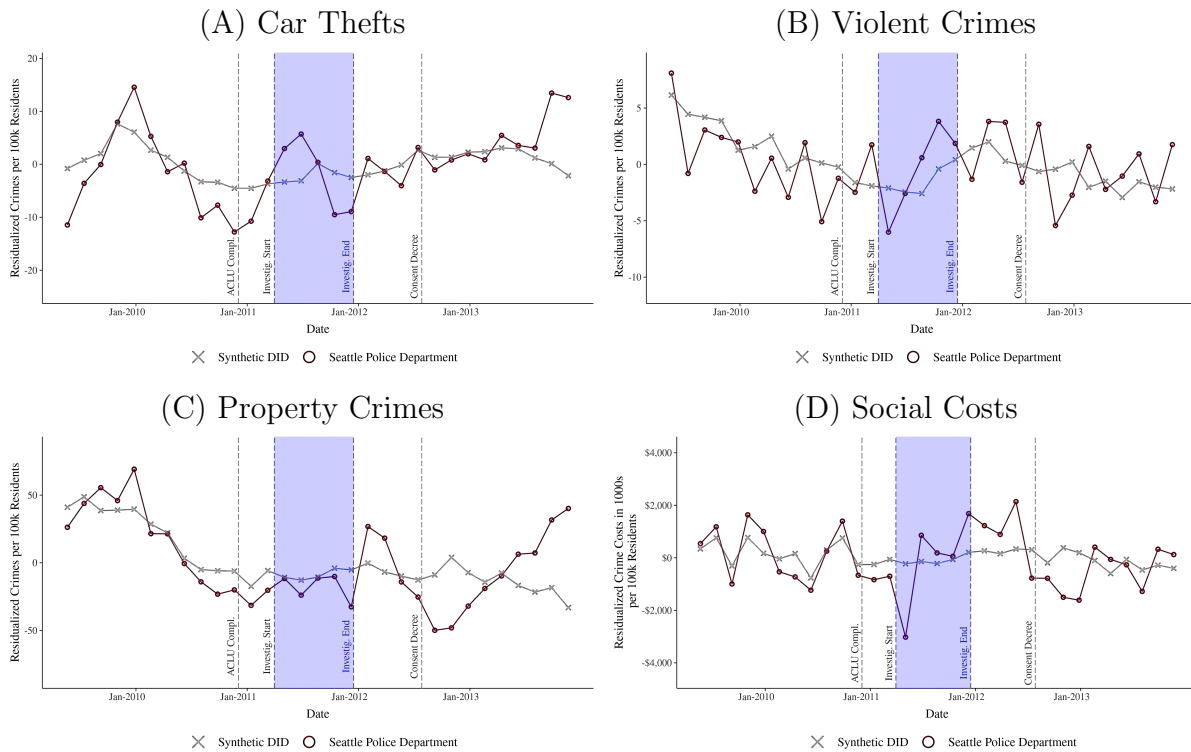 (A) Car Thefts
Residualized Crimes per 100k Residents
20
10
0
-10
-20
ACLU Compl.
Investig. Start
Investig. End
Consent Decree
Jan-2010
Jan-2011
Jan-2012
Jan-2013
Date
Synthetic DID
Seattle Police Department
(B) Violent Crimes
Residualized Crimes per 100k Residents
5
0
-5
-10
ACLU Compl.
Investig. Start
Investig. End
Consent Decree
Jan-2010
Jan-2011
Jan-2012
Jan-2013
Date
Synthetic DID
Seattle Police Department
(C) Property Crimes
Residualized Crimes per 100k Residents
50
0
-50
ACLU Compl.
Investig. Start
Investig. End
Consent Decree
Jan-2010
Jan-2011
Jan-2012
Jan-2013
Date
Synthetic DID
Seattle Police Department
(D) Social Costs
Residualized Crime Costs in 1000s
per 100k Residents
$4,000
$2,000
$0
-$2,000
-$4,000
ACLU Compl.
Investig. Start
Investig. End
Consent Decree
Jan-2010
Jan-2011
Jan-2012
Jan-2013
Date
Synthetic DID
Seattle Police Department